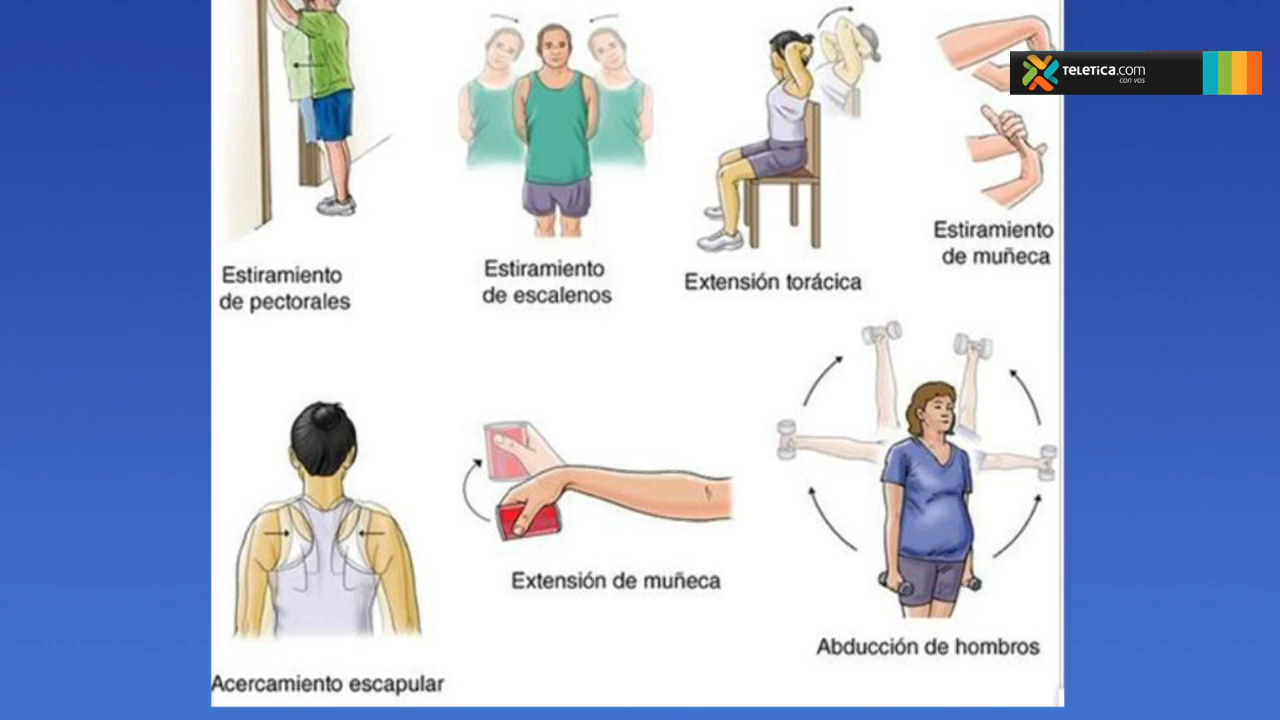 TELETICA.COM
con vos
Estiramiento
de pectorales
Estiramiento
de escalenos
Extensión torácica
Estiramiento
de muñeca
Acercamiento escapular
Extensión de muñeca
Abducción de hombros